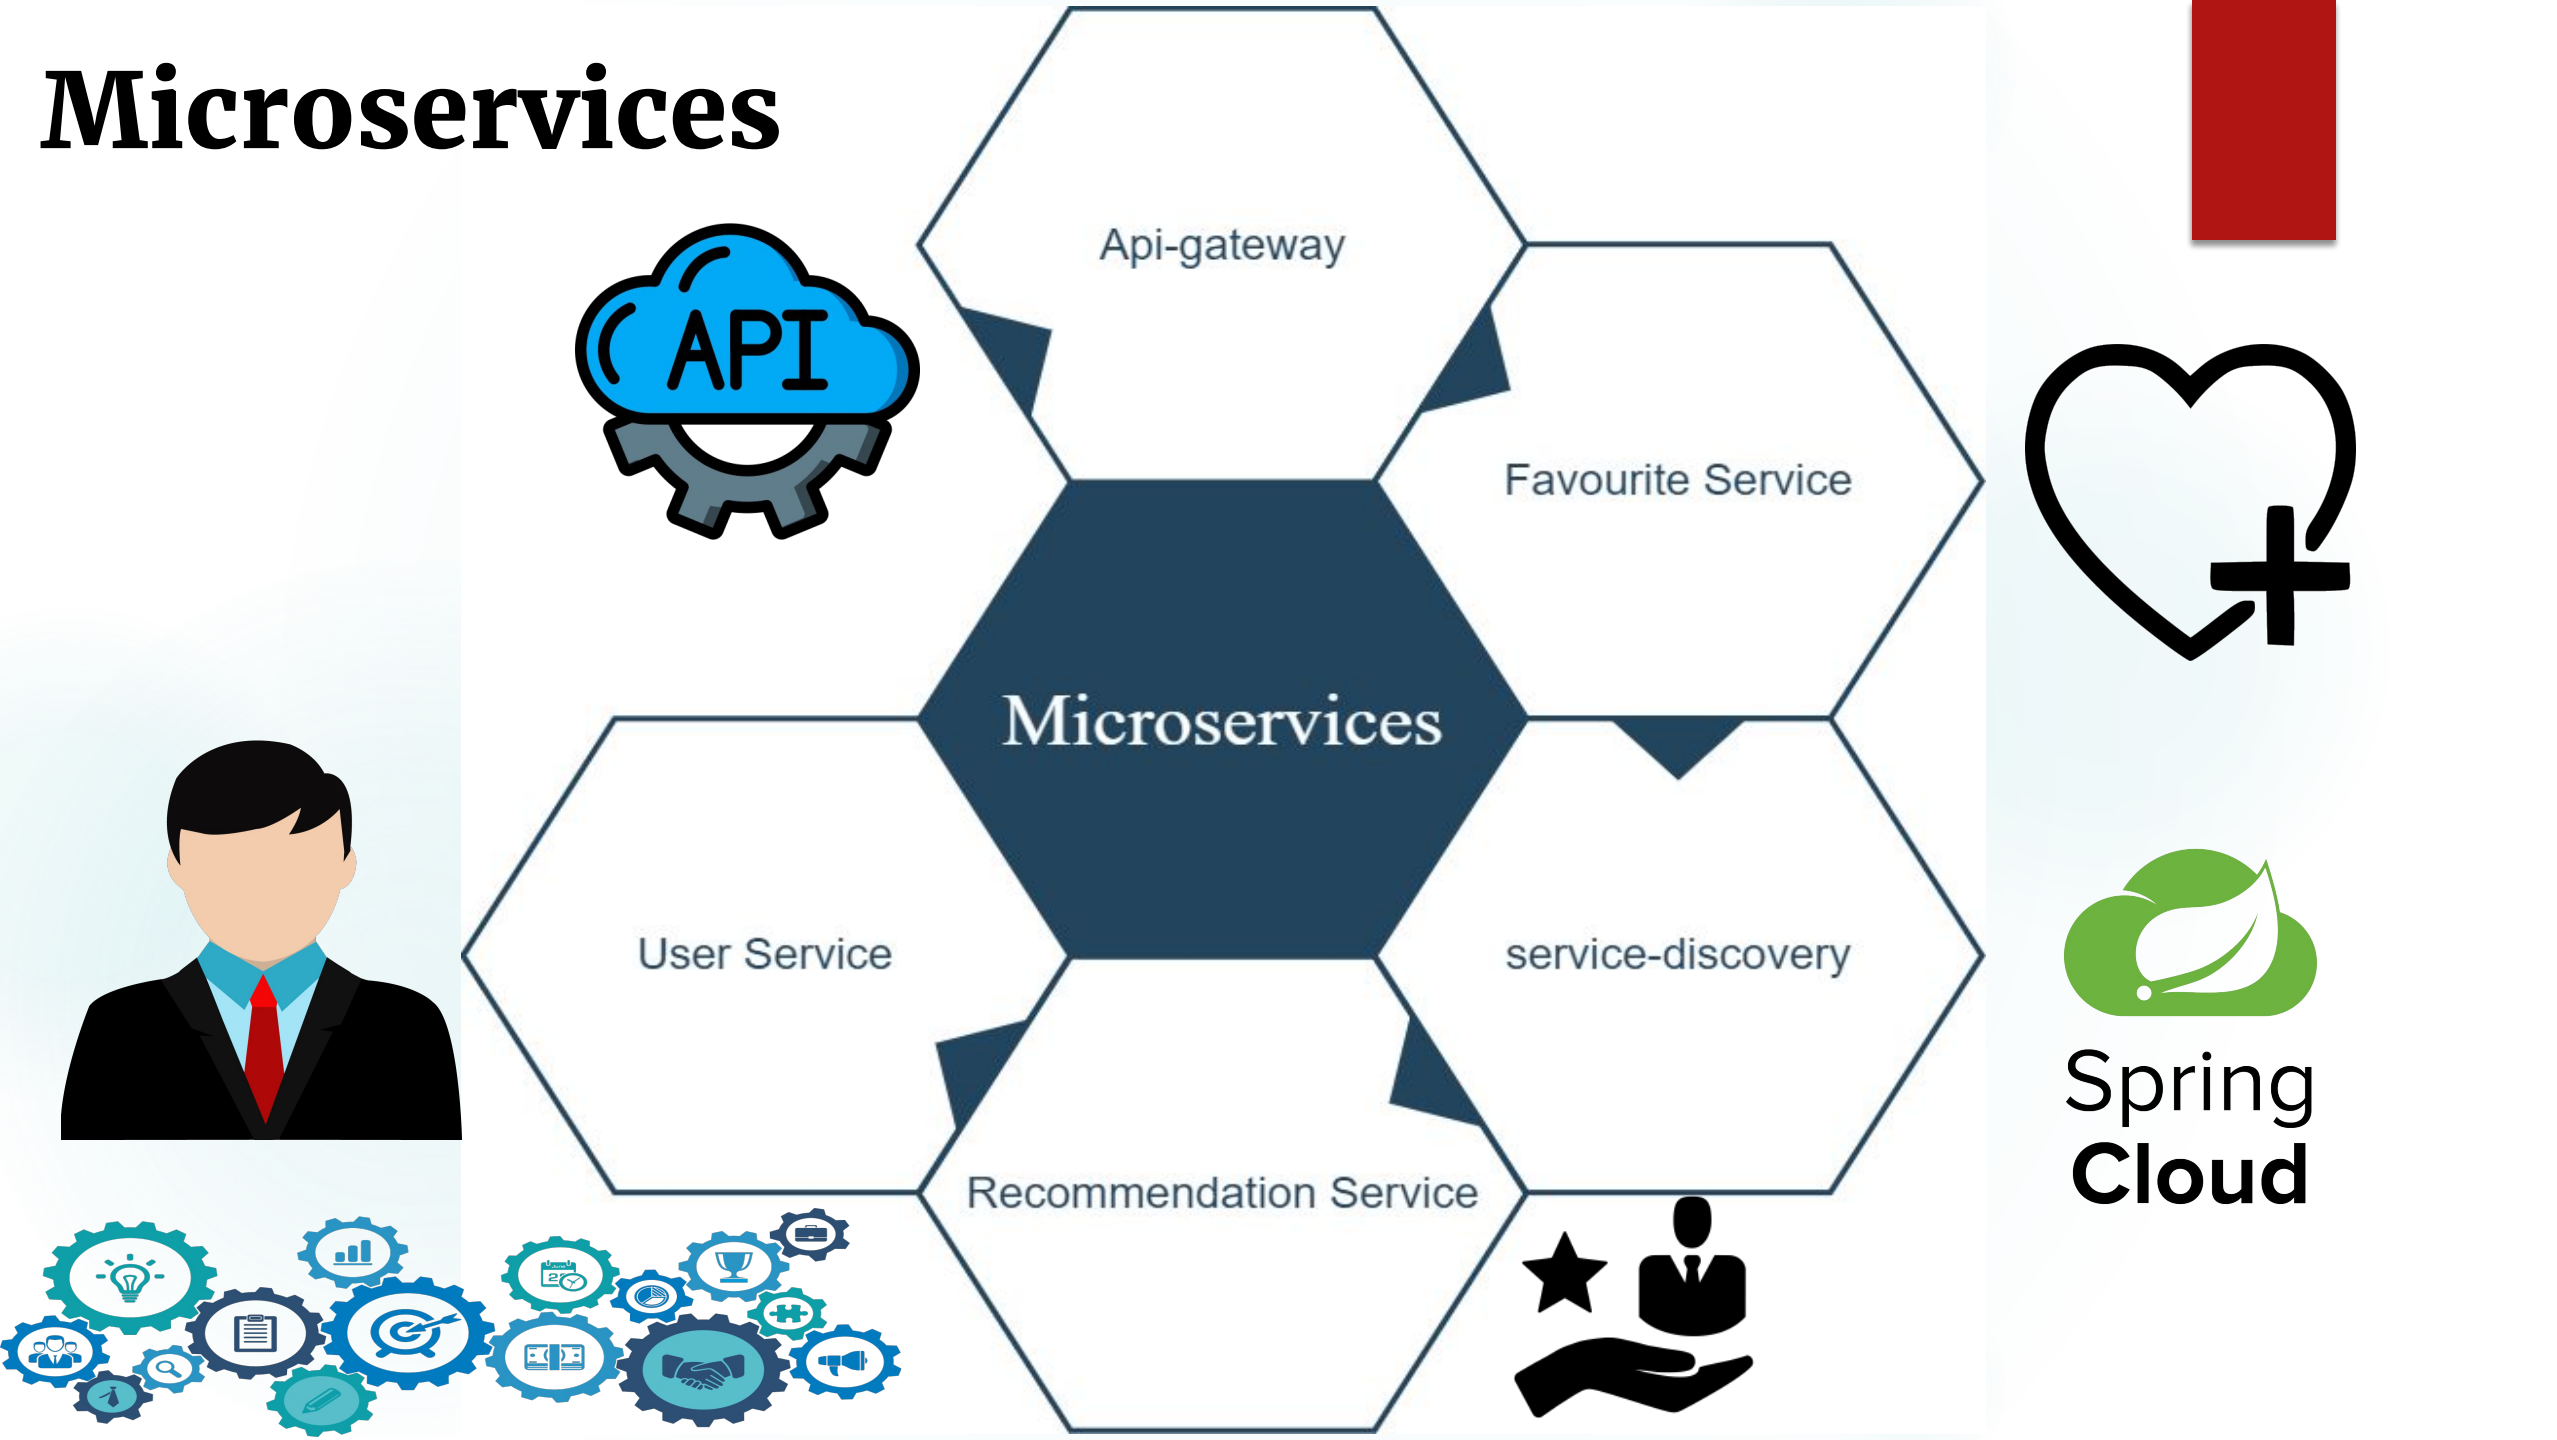 Microservices
Api-gateway
API
Favourite Service
Microservices
User Service
service-discovery
Spring
Cloud
Recommendation Service